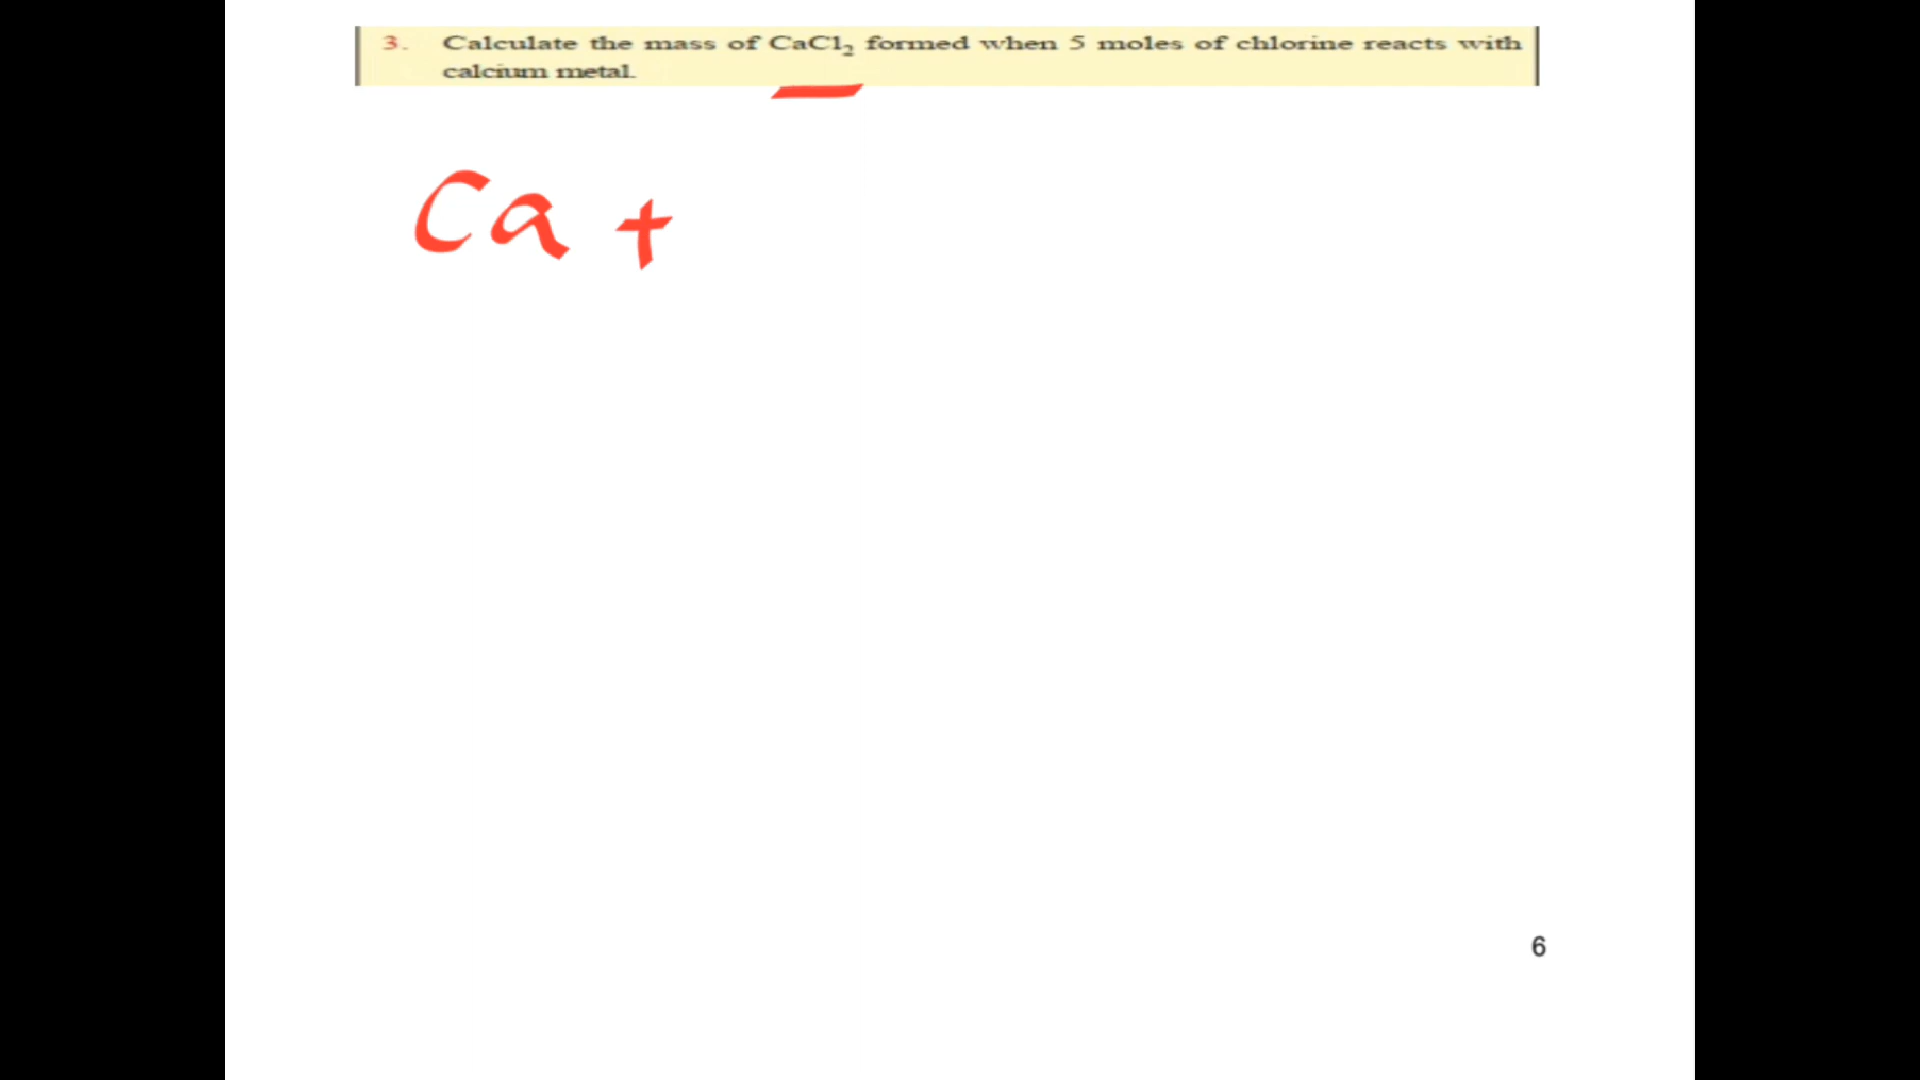 3. Calculate the mass of CaCl₂ formed when 5 moles of chlorine reacts with
calcium metal.
Ca +
6